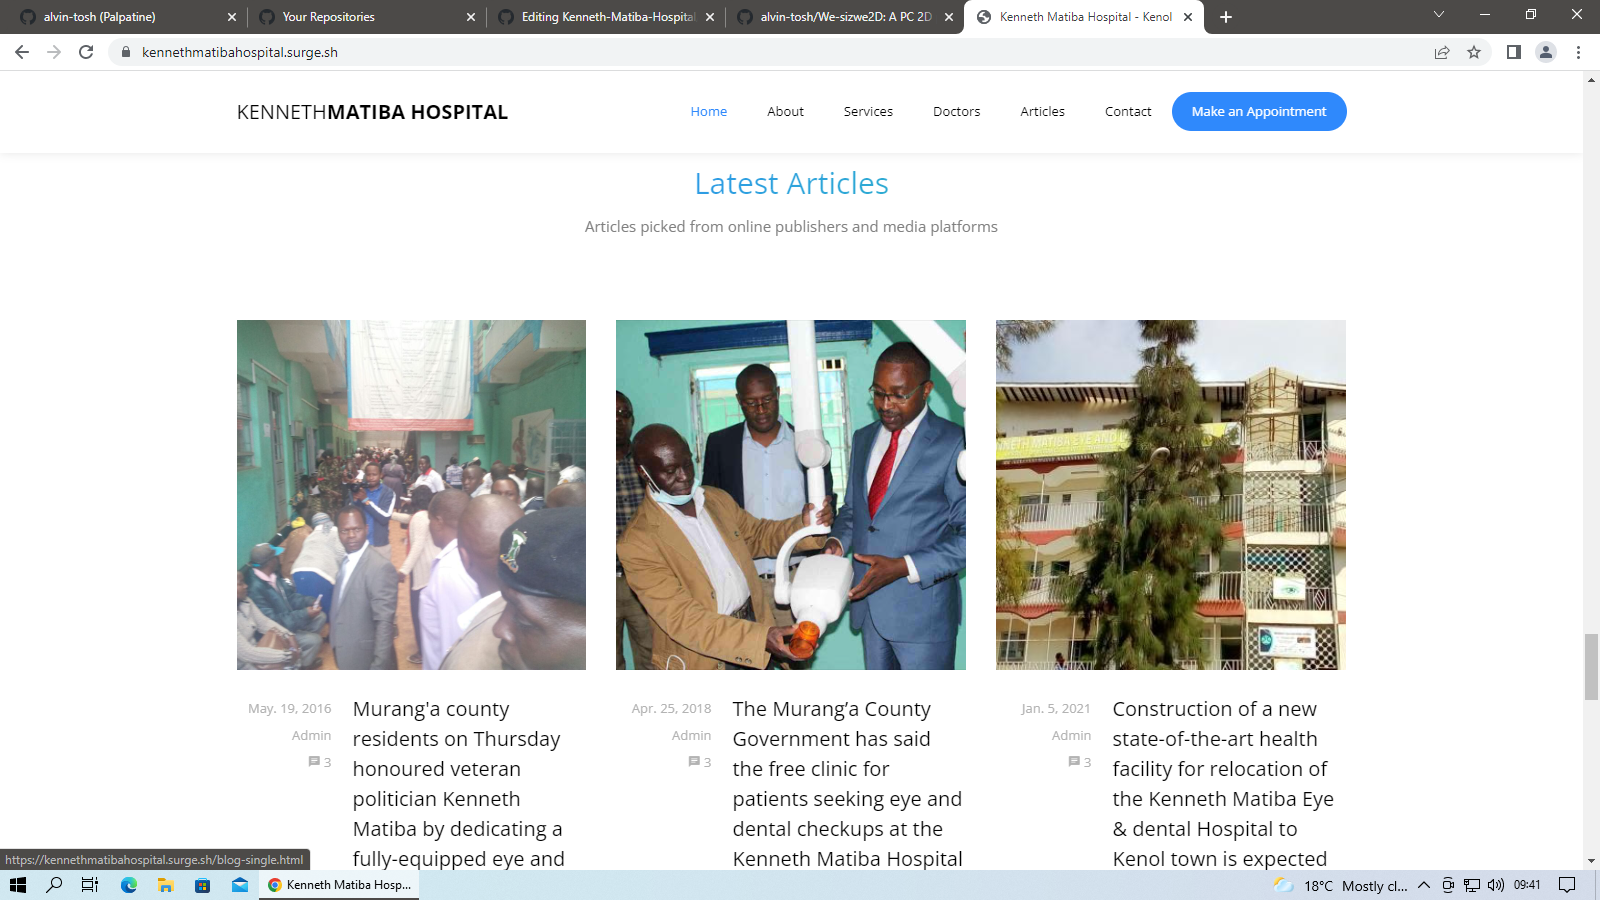 alvin-tosh (Palpatine)
Your Repositories
Editing Kenneth-Matiba-Hospital
alvin-tosh/We-sizwe2D: A PC 2D
Kenneth Matiba Hospital - Kenol
kennethmatibahospital.surge.sh
KENNETHMATIBA HOSPITAL
Home
About
Services
Doctors
Articles
Contact
Make an Appointment
Latest Articles
Articles picked from online publishers and media platforms
NNETH MATIBA EYE AND D
May. 19, 2016
Admin
3
Murang'a county
residents on Thursday
honoured veteran
politician Kenneth
Matiba by dedicating a
fully-equipped eye and
Apr. 25, 2018
Admin
3
The Murang’a County
Government has said
the free clinic for
patients seeking eye and
dental checkups at the
Kenneth Matiba Hospital
Jan. 5, 2021
Admin
3
Construction of a new
state-of-the-art health
facility for relocation of
the Kenneth Matiba Eye
& dental Hospital to
Kenol town is expected
https://kennethmatibahospital.surge.sh/blog-single.html
Kenneth Matiba Hosp...
18°C Mostly cl...
09:41